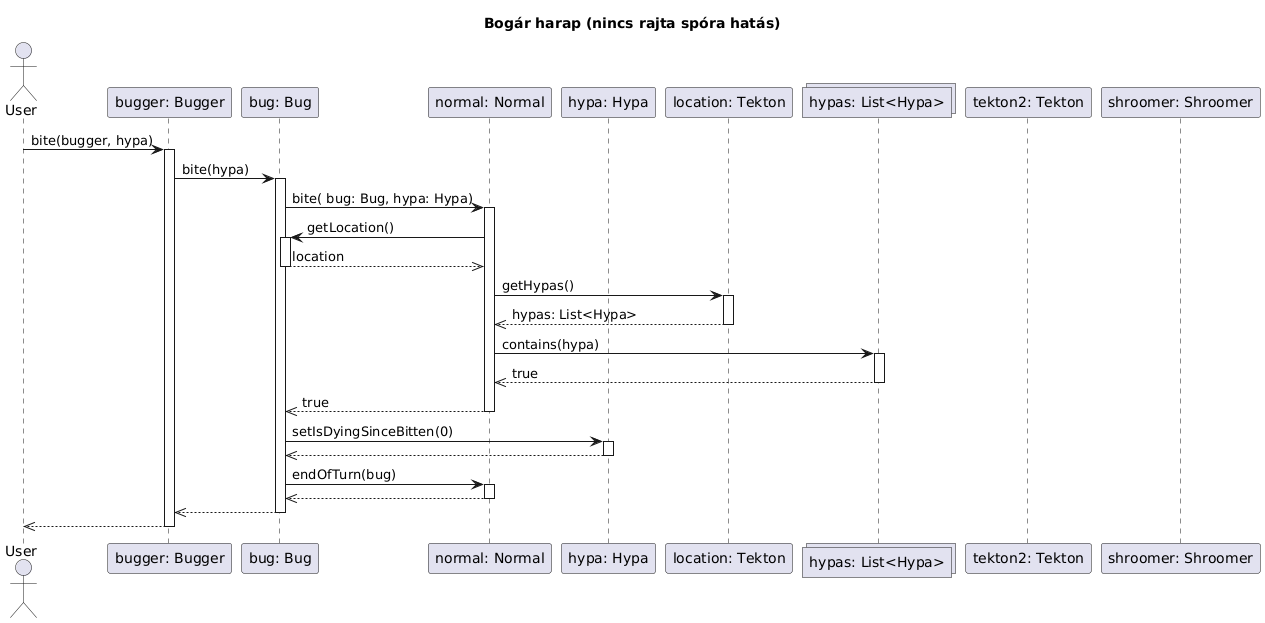 Bogár harap (nincs rajta spóra hatás)
User
bugger: Bugger
bug: Bug
normal: Normal
hypa: Hypa
location: Tekton
hypas: List<Hypa>
tekton2: Tekton
shroomer: Shroomer
bite(bugger, hypa)
bite(hypa)
bite( bug: Bug, hypa: Hypa)
getLocation()
location
getHypas()
hypas: List<Hypa>
contains(hypa)
true
true
setIsDyingSinceBitten(0)
endOfTurn(bug)
User
bugger: Bugger
bug: Bug
normal: Normal
hypa: Hypa
location: Tekton
hypas: List<Hypa>
tekton2: Tekton
shroomer: Shroomer